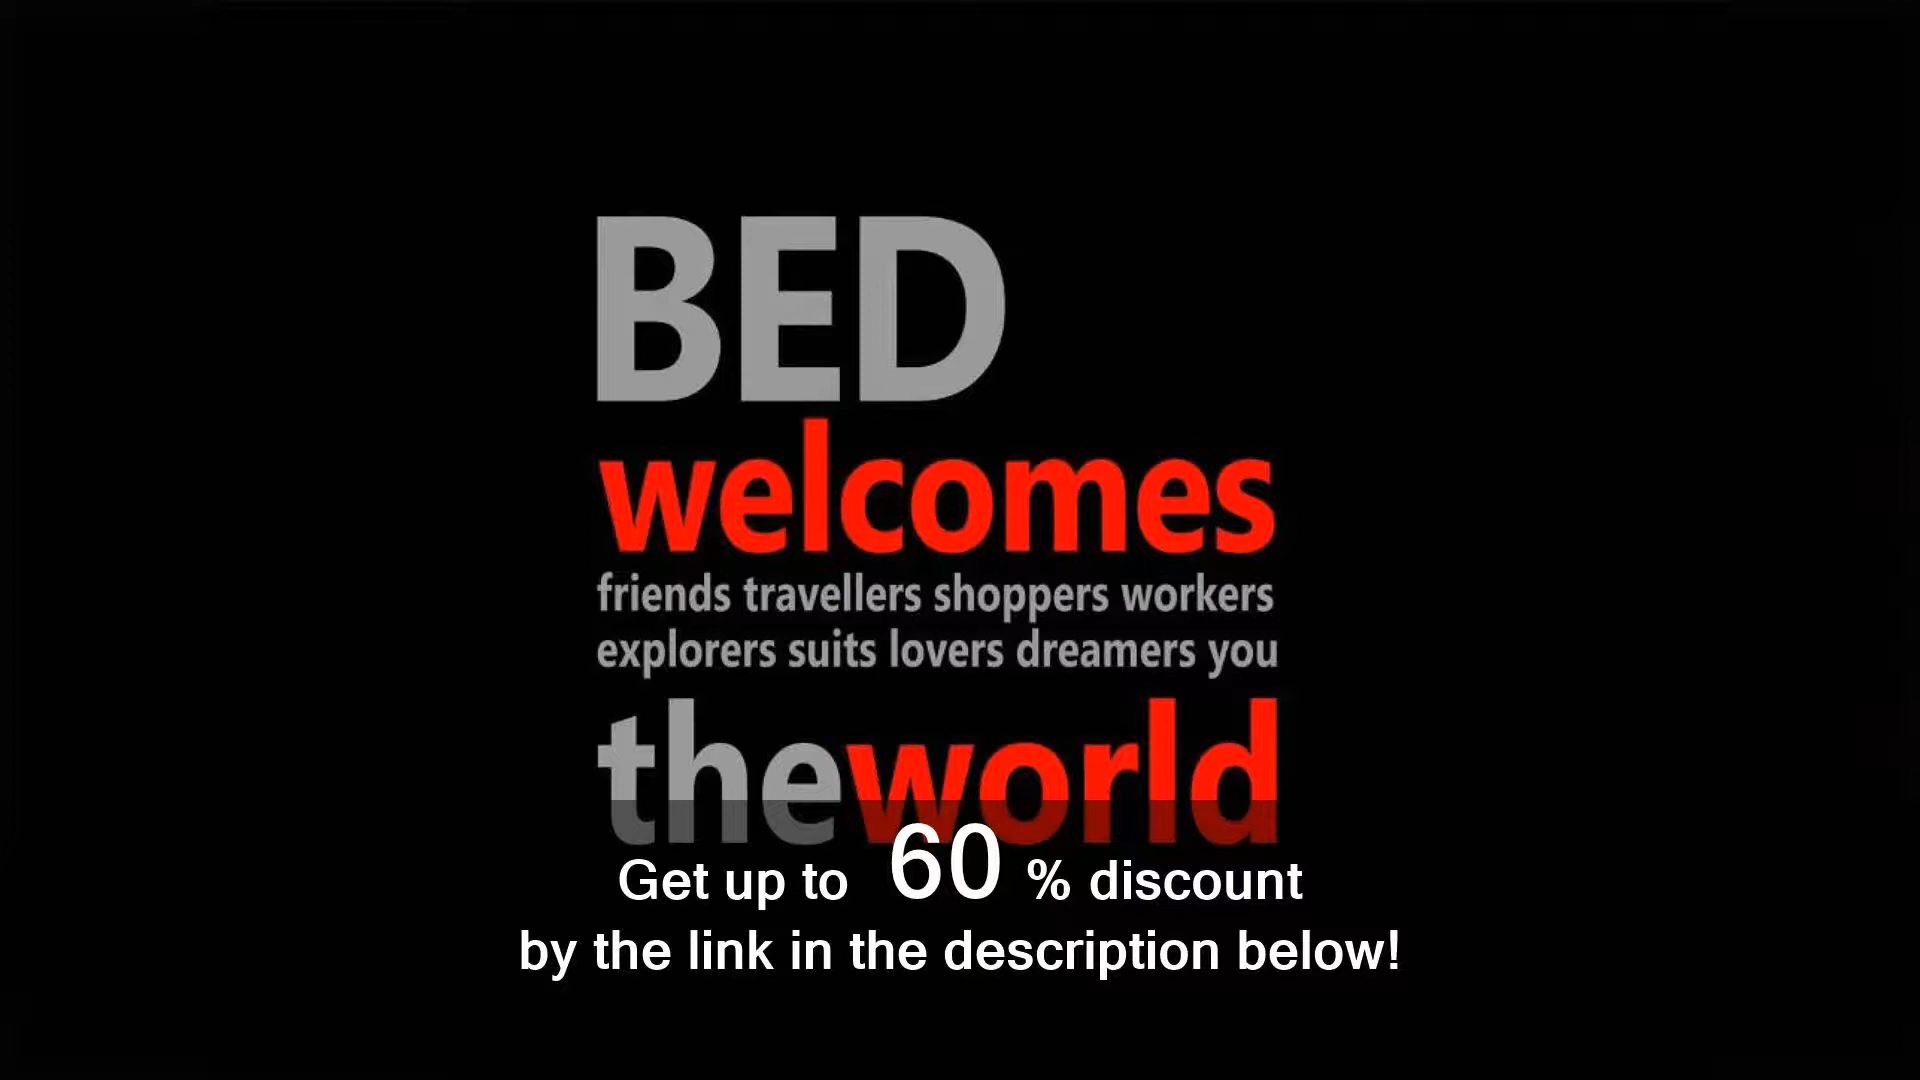 BED
welcomes
friends travellers shoppers workers
explorers suits lovers dreamers you
theworld
Get up to 60 % discount
by the link in the description below!